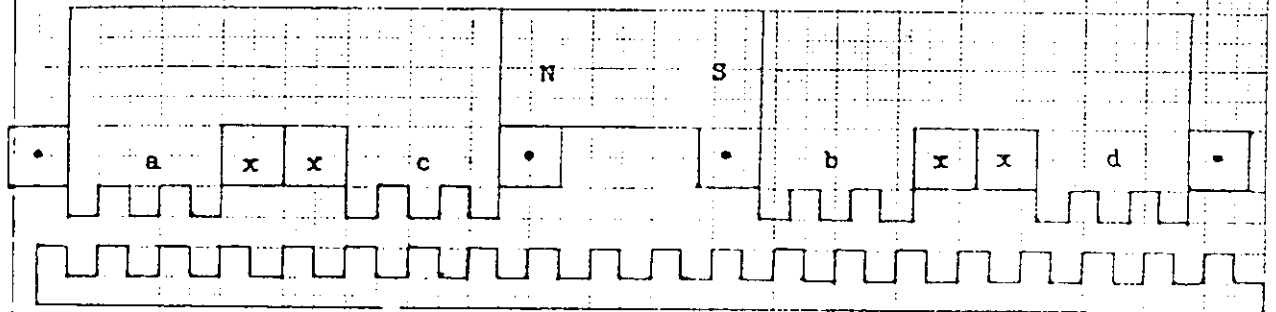 N S
• a x x c • • b x x d •